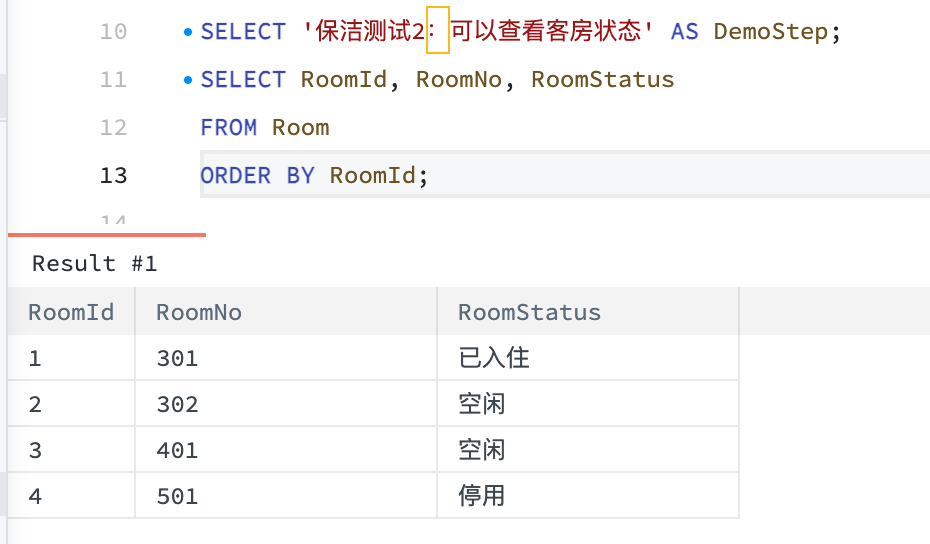 10 SELECT '保洁测试2：可以查看客房状态' AS DemoStep;
11 SELECT RoomId, RoomNo, RoomStatus
12 FROM Room
13 ORDER BY RoomId;
14
Result #1
RoomId RoomNo RoomStatus
1 301 已入住
2 302 空闲
3 401 空闲
4 501 停用